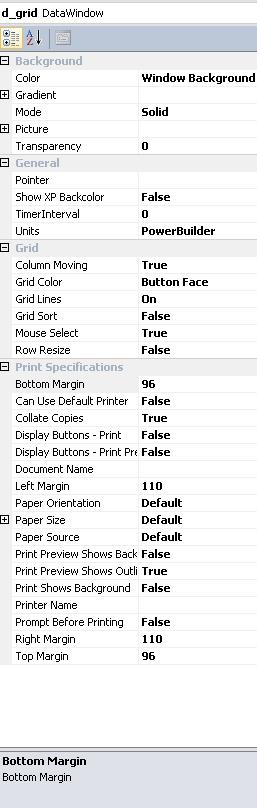 d_grid DataWindow
Background
Color Window Background
Gradient
Mode Solid
Picture
Transparency 0
General
Pointer
Show XP Backcolor False
TimerInterval 0
Units PowerBuilder
Grid
Column Moving True
Grid Color Button Face
Grid Lines On
Grid Sort False
Mouse Select True
Row Resize False
Print Specifications
Bottom Margin 96
Can Use Default Printer False
Collate Copies True
Display Buttons - Print False
Display Buttons - Print Pre False
Document Name
Left Margin 110
Paper Orientation Default
Paper Size Default
Paper Source Default
Print Preview Shows Back False
Print Preview Shows Outli True
Print Shows Background False
Printer Name
Prompt Before Printing False
Right Margin 110
Top Margin 96
Bottom Margin
Bottom Margin